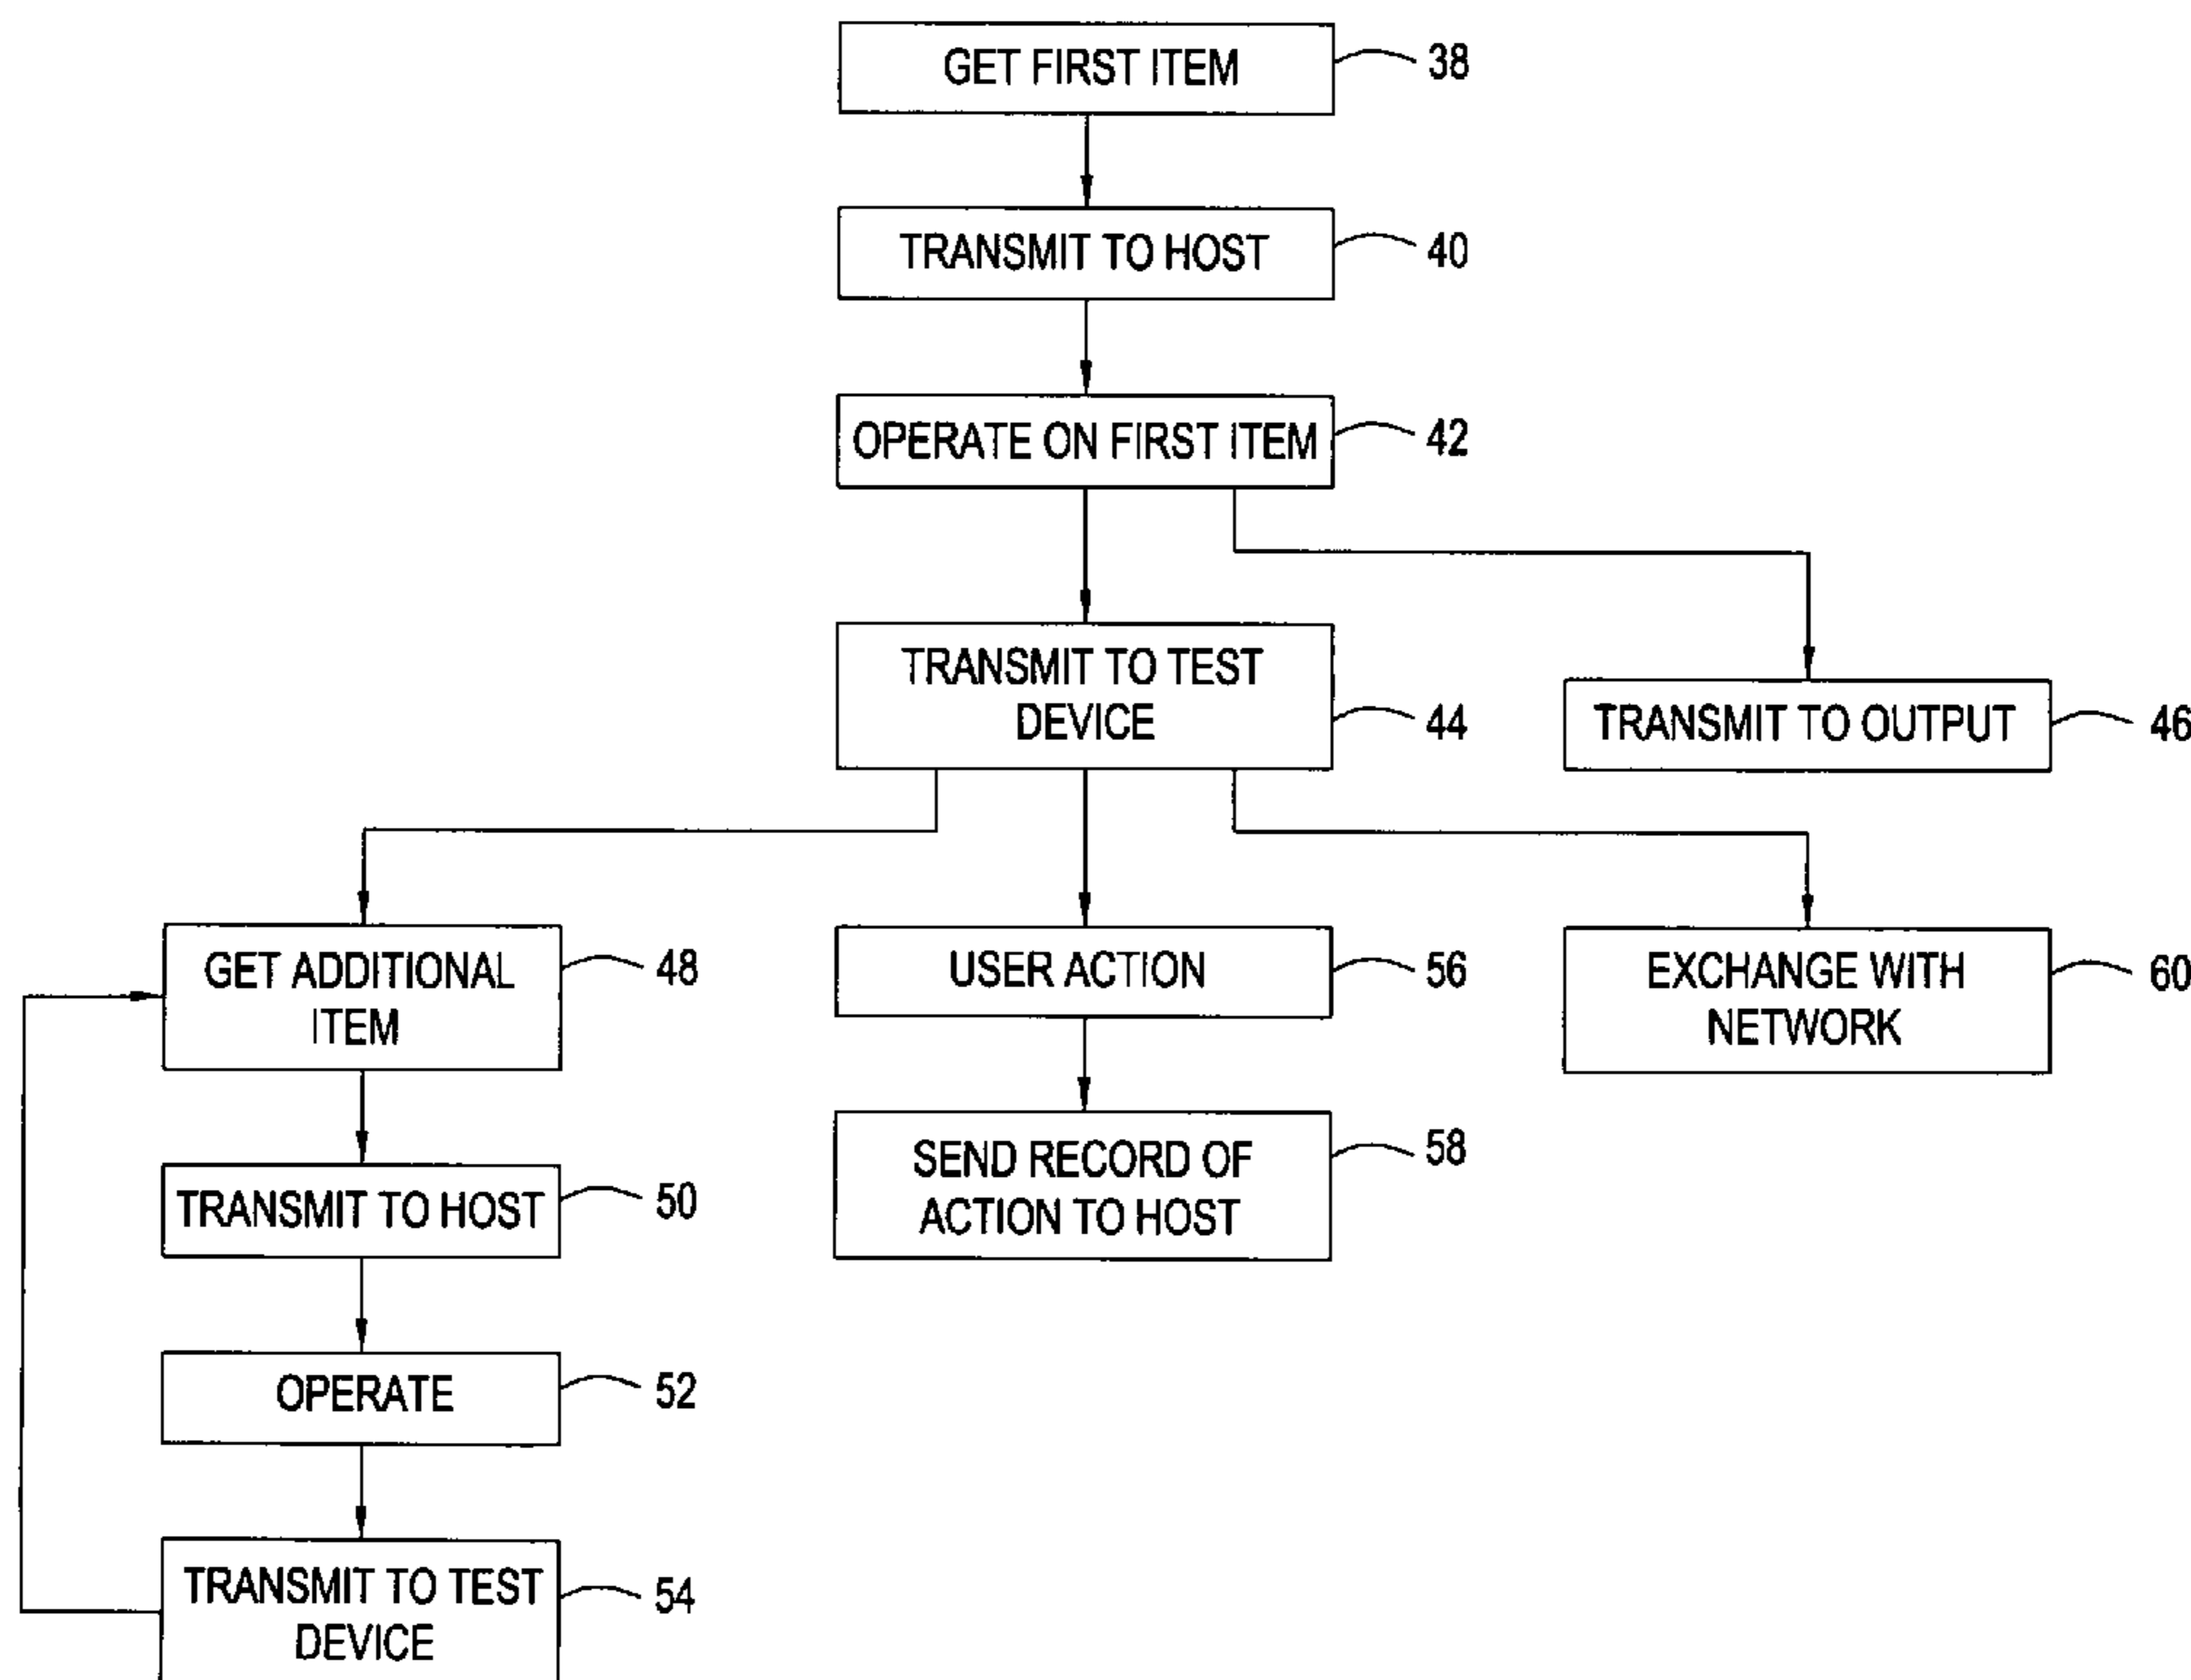 GET FIRST ITEM
38
TRANSMIT TO HOST
40
OPERATE ON FIRST ITEM
42
TRANSMIT TO TEST
DEVICE
44
TRANSMIT TO OUTPUT
46
GET ADDITIONAL
ITEM
48
USER ACTION
56
EXCHANGE WITH
NETWORK
60
TRANSMIT TO HOST
50
SEND RECORD OF
ACTION TO HOST
58
OPERATE
52
TRANSMIT TO TEST
DEVICE
54